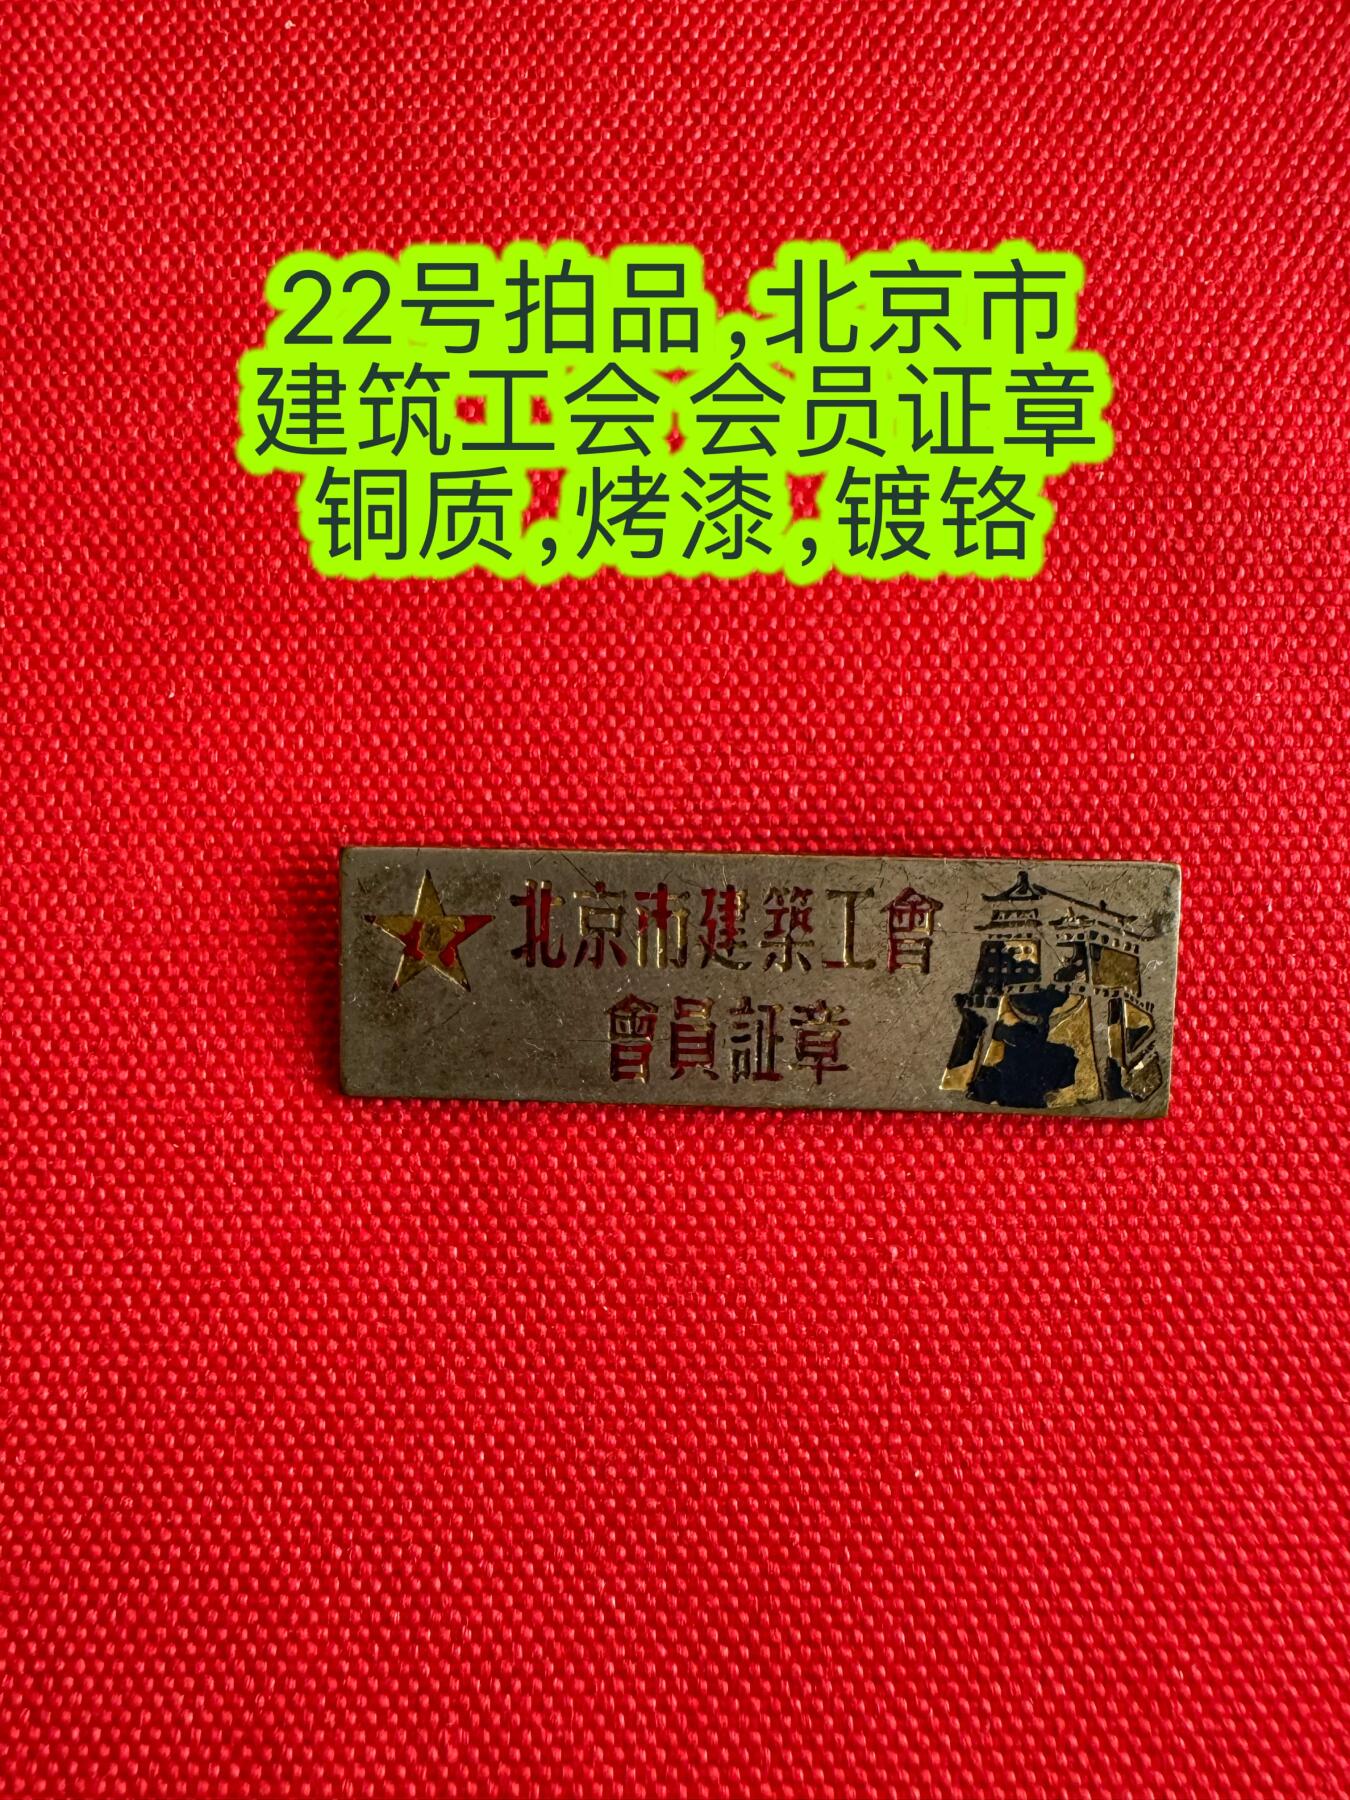 22号拍品,北京市
建筑工会 会员证章
铜质,烤漆,镀铬
北京市建築工會
會員証章